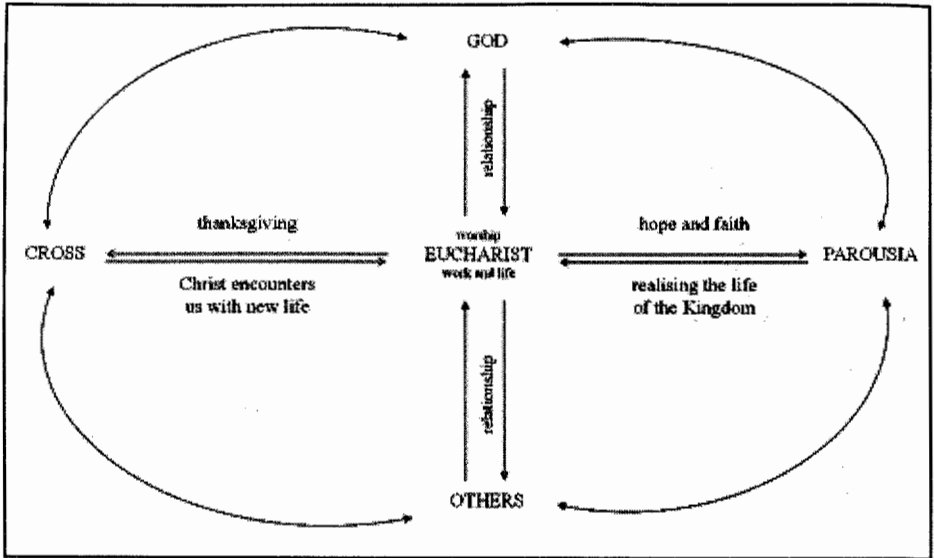 GOD
relationship
thanksgiving
hope and faith
worship
CROSS
EUCHARIST
PAROUSIA
work and life
Christ encounters
us with new life
realising the life
of the Kingdom
relationship
OTHERS